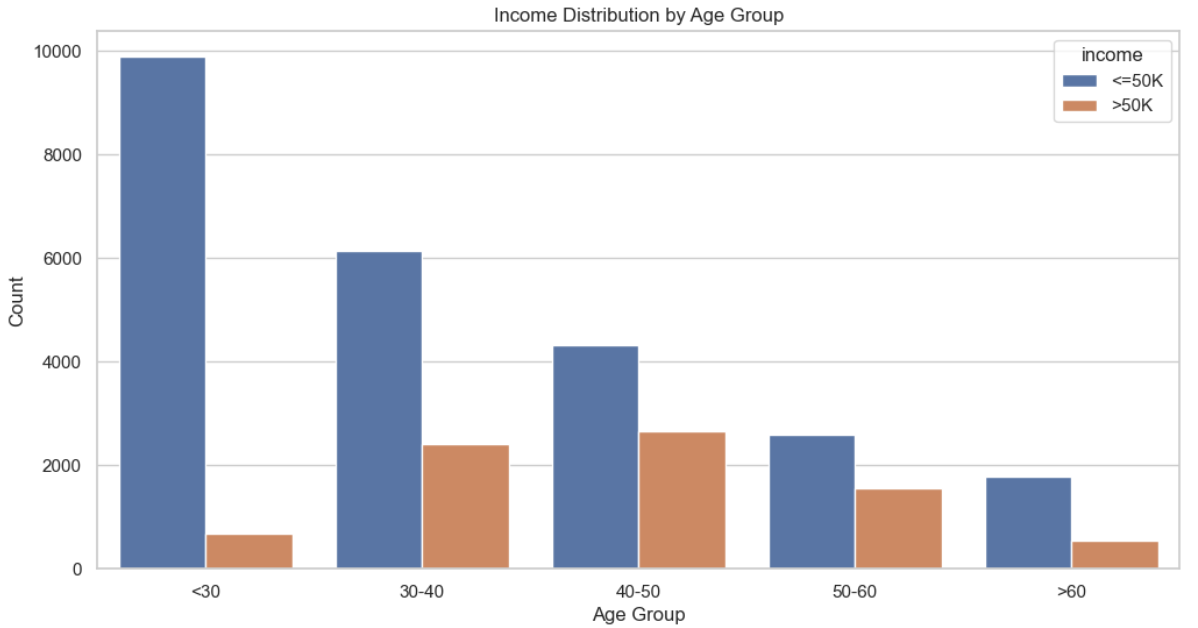 Income Distribution by Age Group
10000
8000
6000
4000
2000
0
Count
income
<=50K
>50K
<30
30-40
40-50
50-60
>60
Age Group